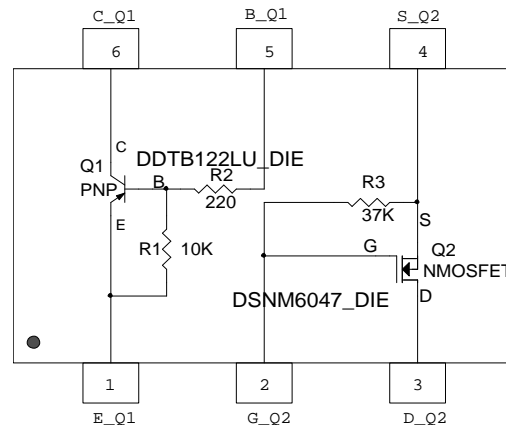 C_Q1 B_Q1 S_Q2
6 5 4
C
Q1 DDTB122LU_DIE
PNP B R2 R3
220 37K
E S
R1 10K G Q2
NMOSFET
DSNM6047_DIE D
1 2 3
E_Q1 G_Q2 D_Q2